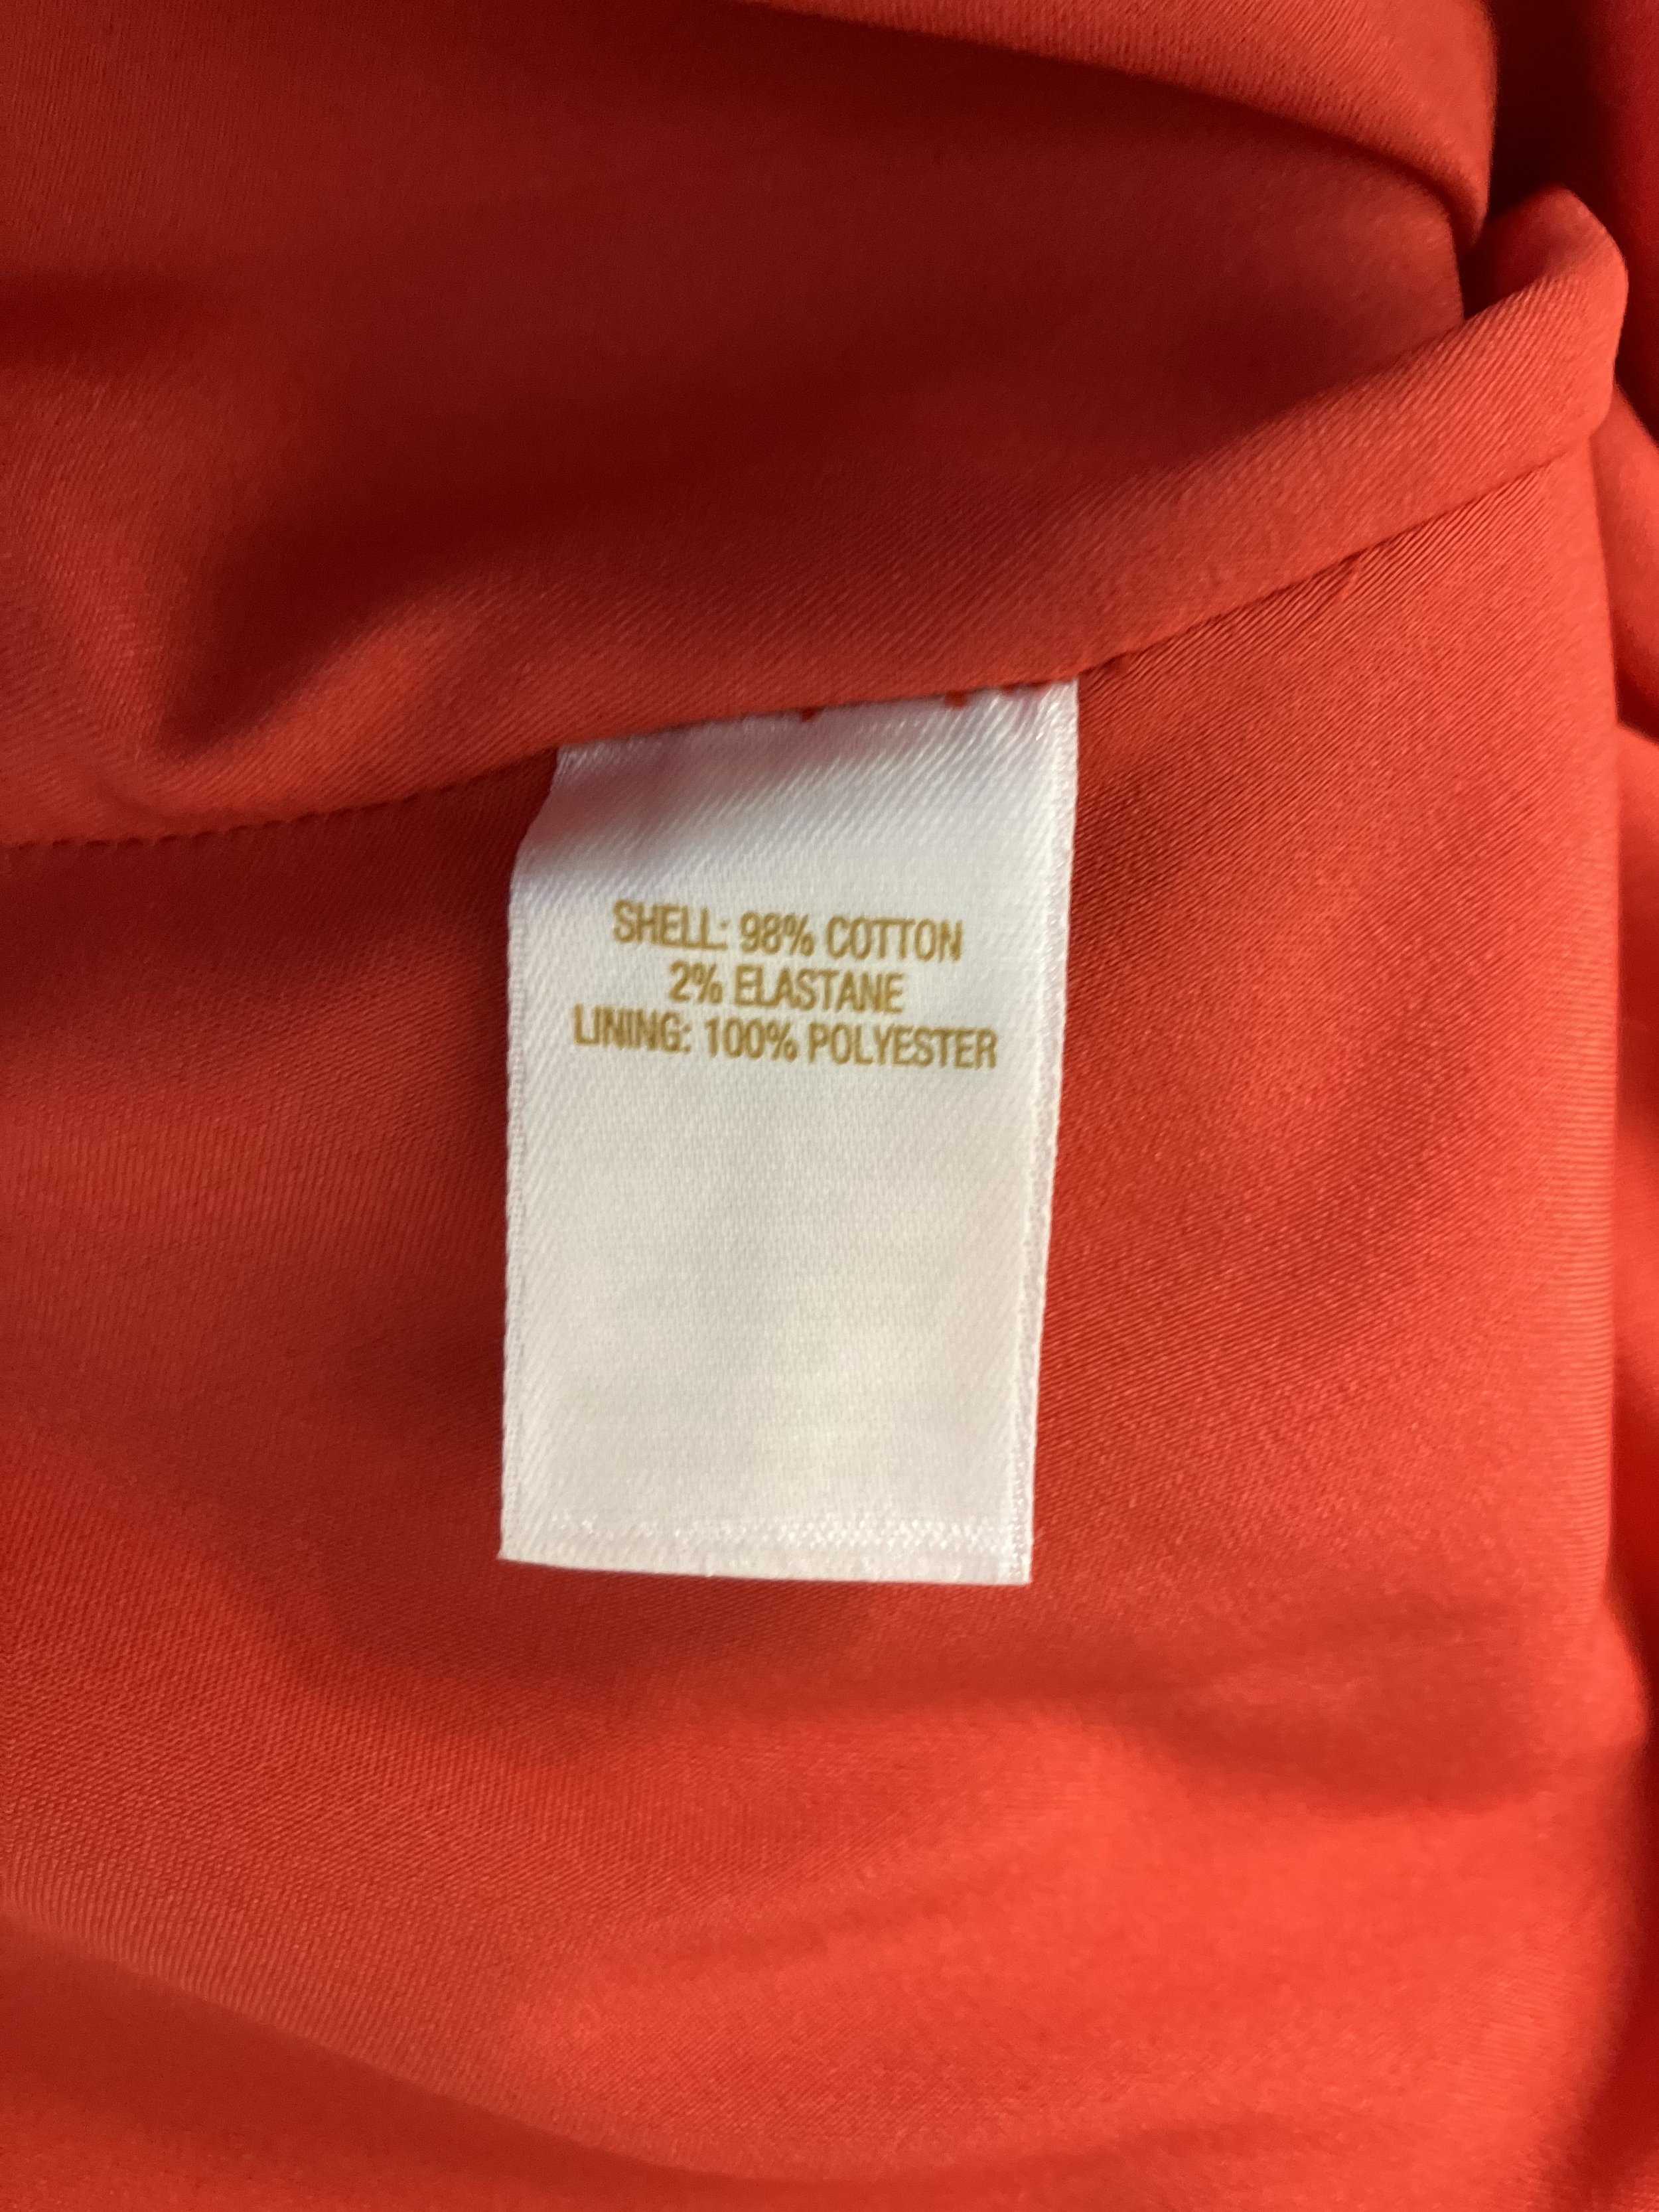 SHELL: 98% COTTON
2% ELASTANE
LINING: 100% POLYESTER